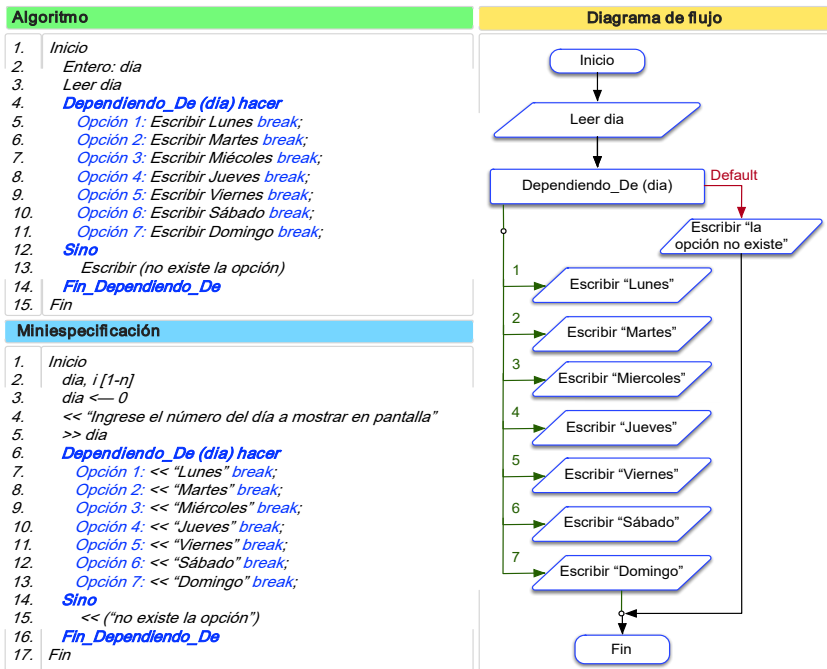 Algoritmo
1. Inicio
2. Entero: dia
3. Leer dia
4. Dependiendo_De (dia) hacer
5. Opción 1: Escribir Lunes break;
6. Opción 2: Escribir Martes break;
7. Opción 3: Escribir Miécoles break;
8. Opción 4: Escribir Jueves break;
9. Opción 5: Escribir Viernes break;
10. Opción 6: Escribir Sábado break;
11. Opción 7: Escribir Domingo break;
12. Sino
13. Escribir (no existe la opción)
14. Fin_Dependiendo_De
15. Fin
Miniespecificación
1. Inicio
2. dia, i [1-n]
3. dia <— 0
4. << “Ingrese el número del día a mostrar en pantalla”
5. >> dia
6. Dependiendo_De (dia) hacer
7. Opción 1: << “Lunes” break;
8. Opción 2: << “Martes” break;
9. Opción 3: << “Miércoles” break;
10. Opción 4: << “Jueves” break;
11. Opción 5: << “Viernes” break;
12. Opción 6: << “Sábado” break;
13. Opción 7: << “Domingo” break;
14. Sino
15. << (“no existe la opción”)
16. Fin_Dependiendo_De
17. Fin
Diagrama de flujo
Inicio
Leer dia
Dependiendo_De (dia)
Default
Escribir “la
opción no existe”
1
Escribir “Lunes”
2
Escribir “Martes”
3
Escribir “Miercoles”
4
Escribir “Jueves”
5
Escribir “Viernes”
6
Escribir “Sábado”
7
Escribir “Domingo”
Fin